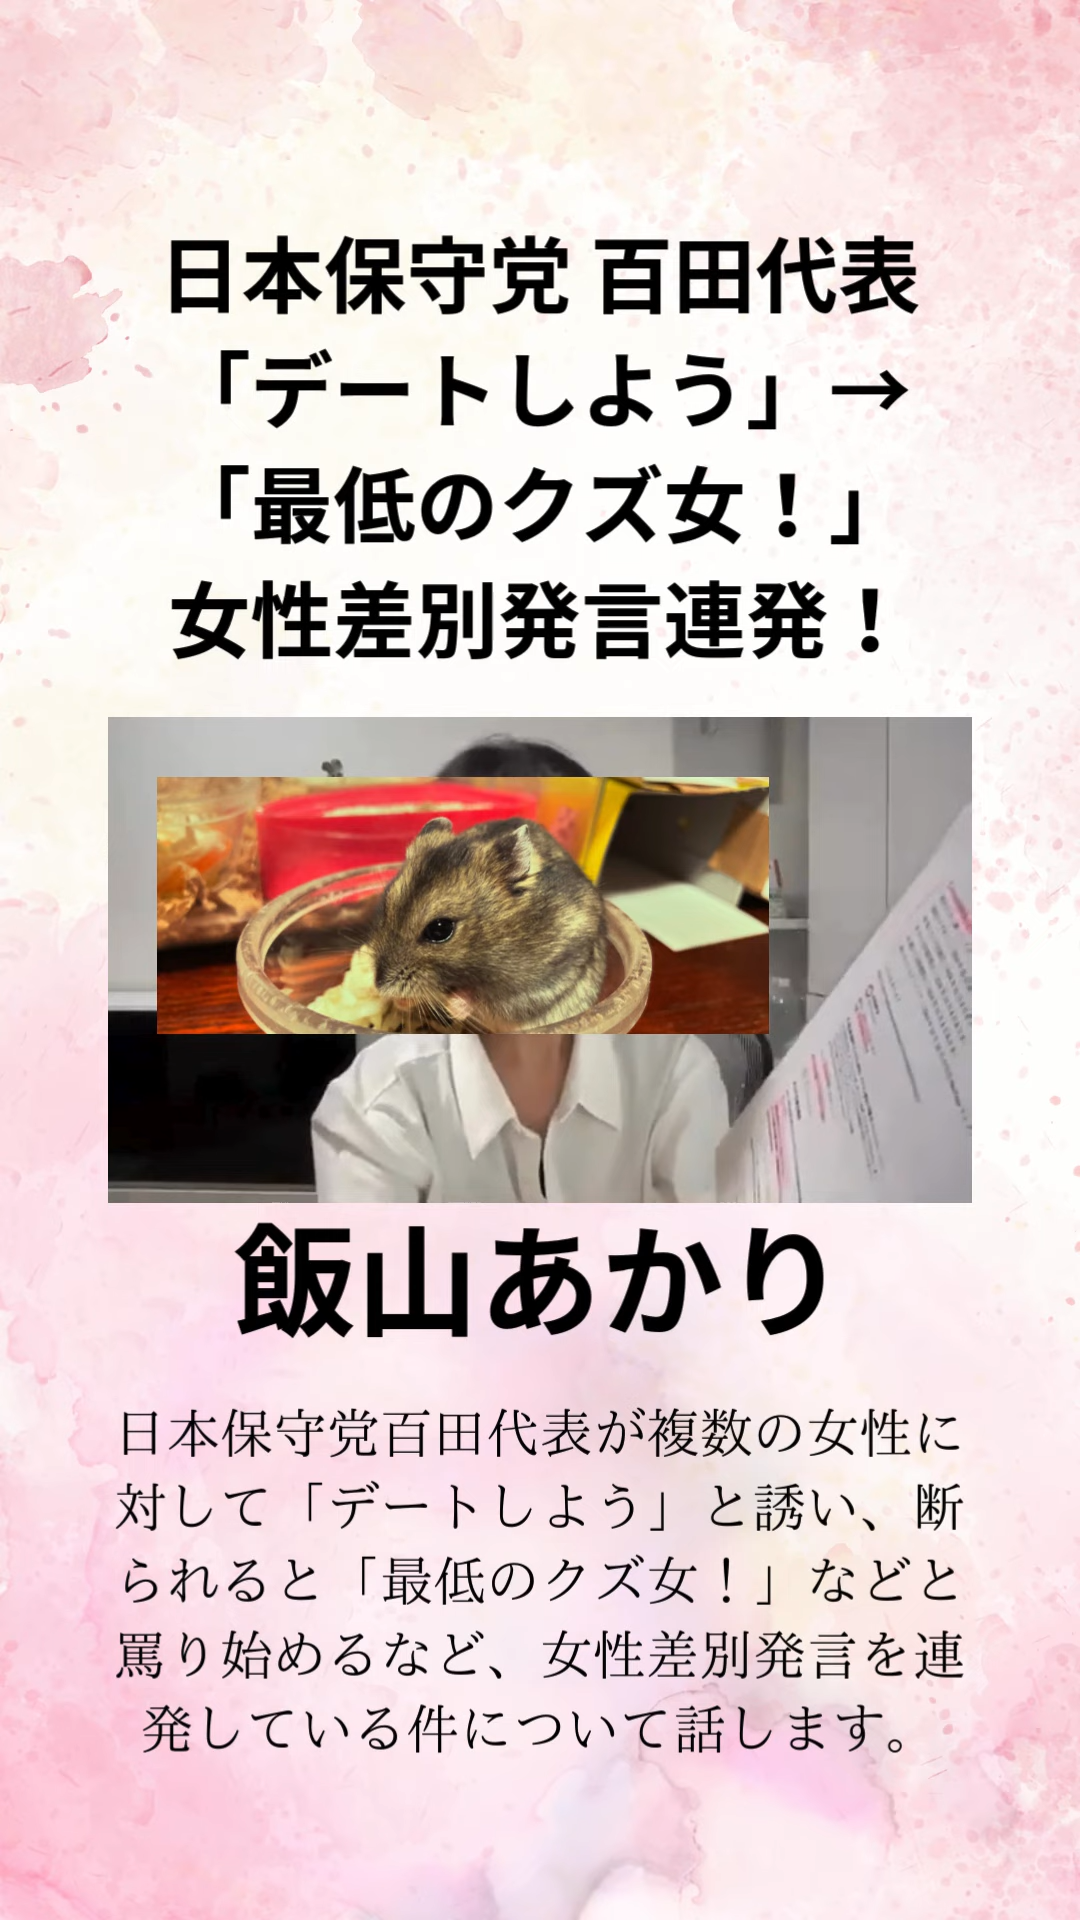 日本保守党 百田代表
「デートしよう」→
「最低のクズ女！」
女性差別発言連発！
飯山あかり
日本保守党百田代表が複数の女性に
対して「デートしよう」と誘い、断
られると「最低のクズ女！」などと
罵り始めるなど、女性差別発言を連
発している件について話します。